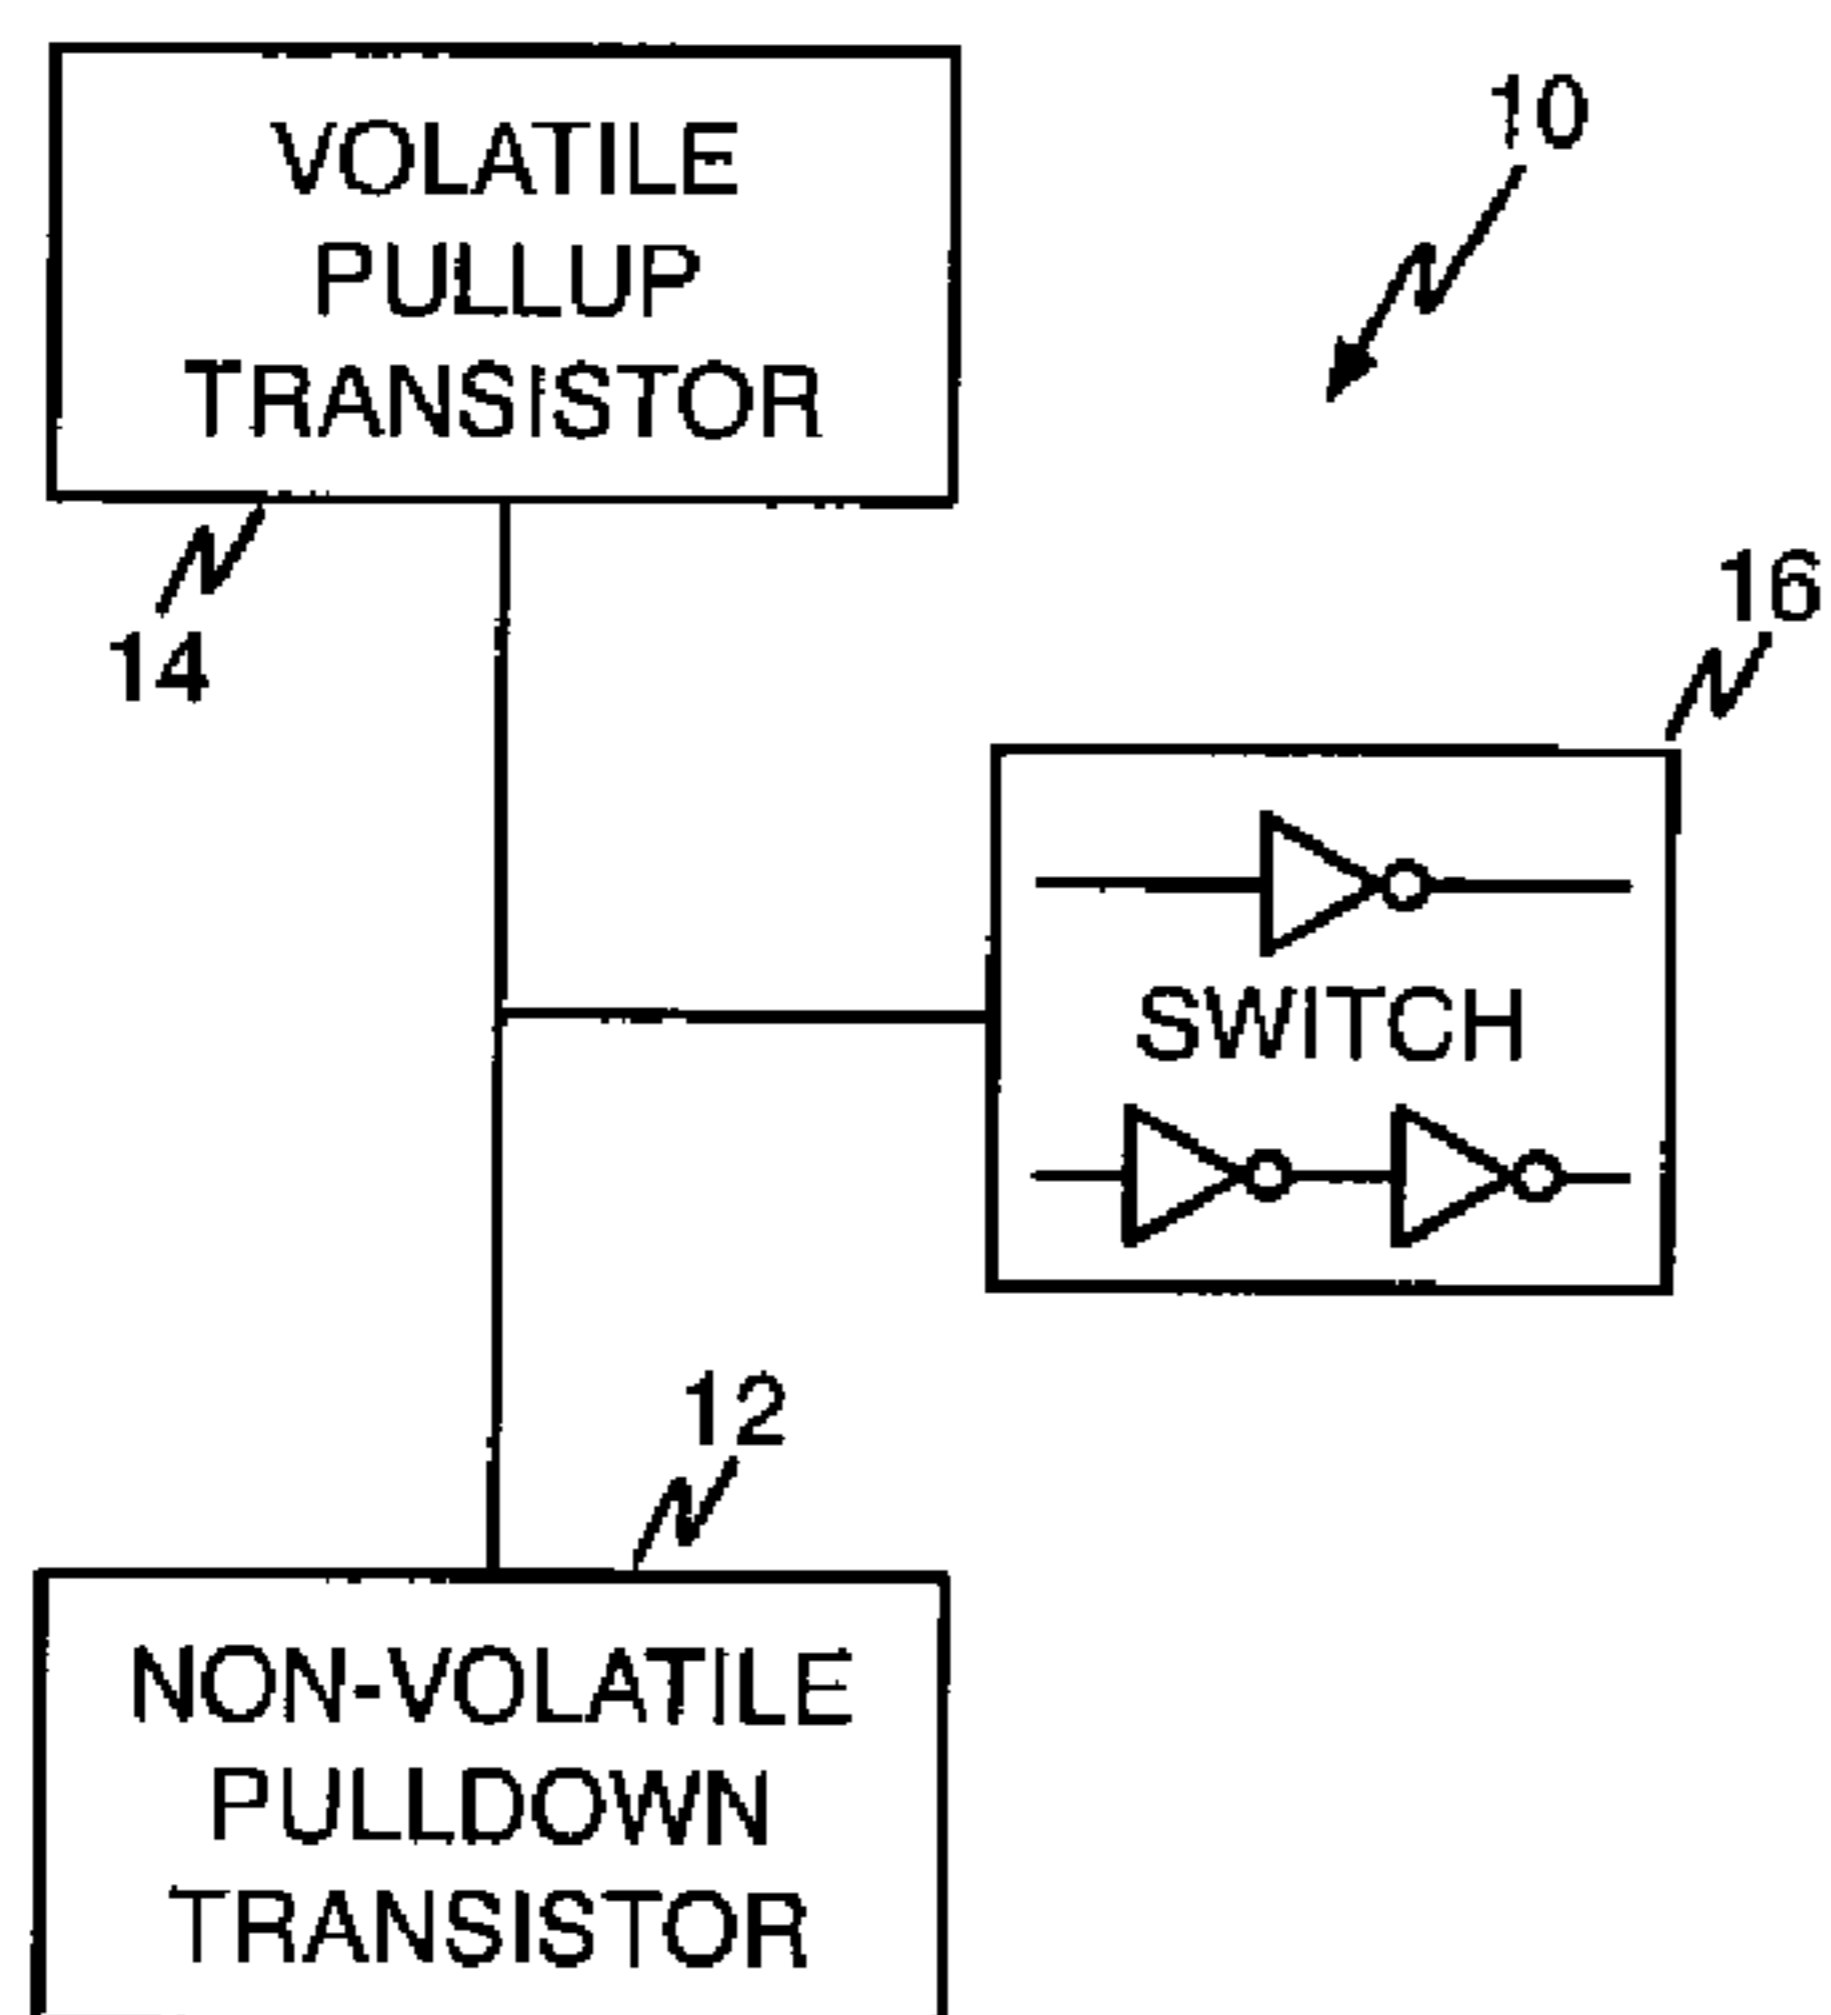 VOLATILE
PULLUP
TRANSISTOR
10
14
16
SWITCH
12
NON-VOLATILE
PULLDOWN
TRANSISTOR